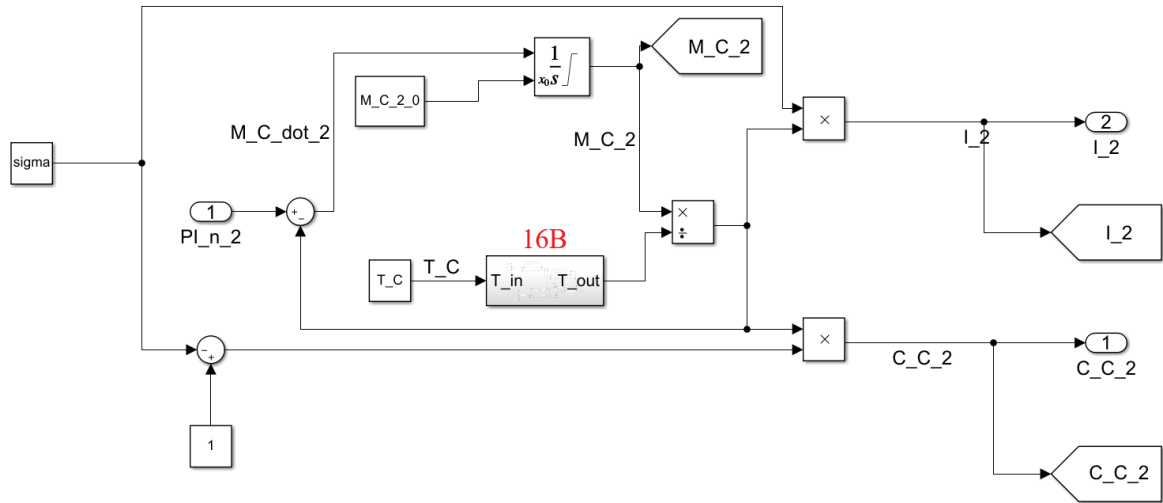 M_C_2
1
s
x₀
M_C_2_0
M_C_dot_2
M_C_2
×
2
I_2
I_2
sigma
1
PI_n_2
+
−
×
÷
I_2
16B
T_C
T_C
T_in
T_out
−
+
×
C_C_2
1
C_C_2
1
C_C_2